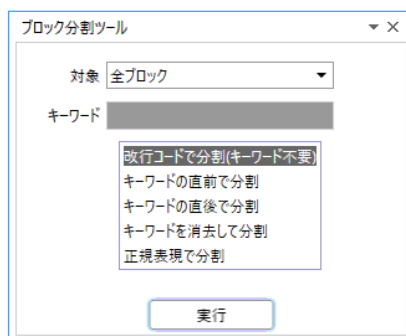 ブロック分割ツール
対象 全ブロック
キーワード
改行コードで分割(キーワード不要)
キーワードの直前で分割
キーワードの直後で分割
キーワードを消去して分割
正規表現で分割
実行